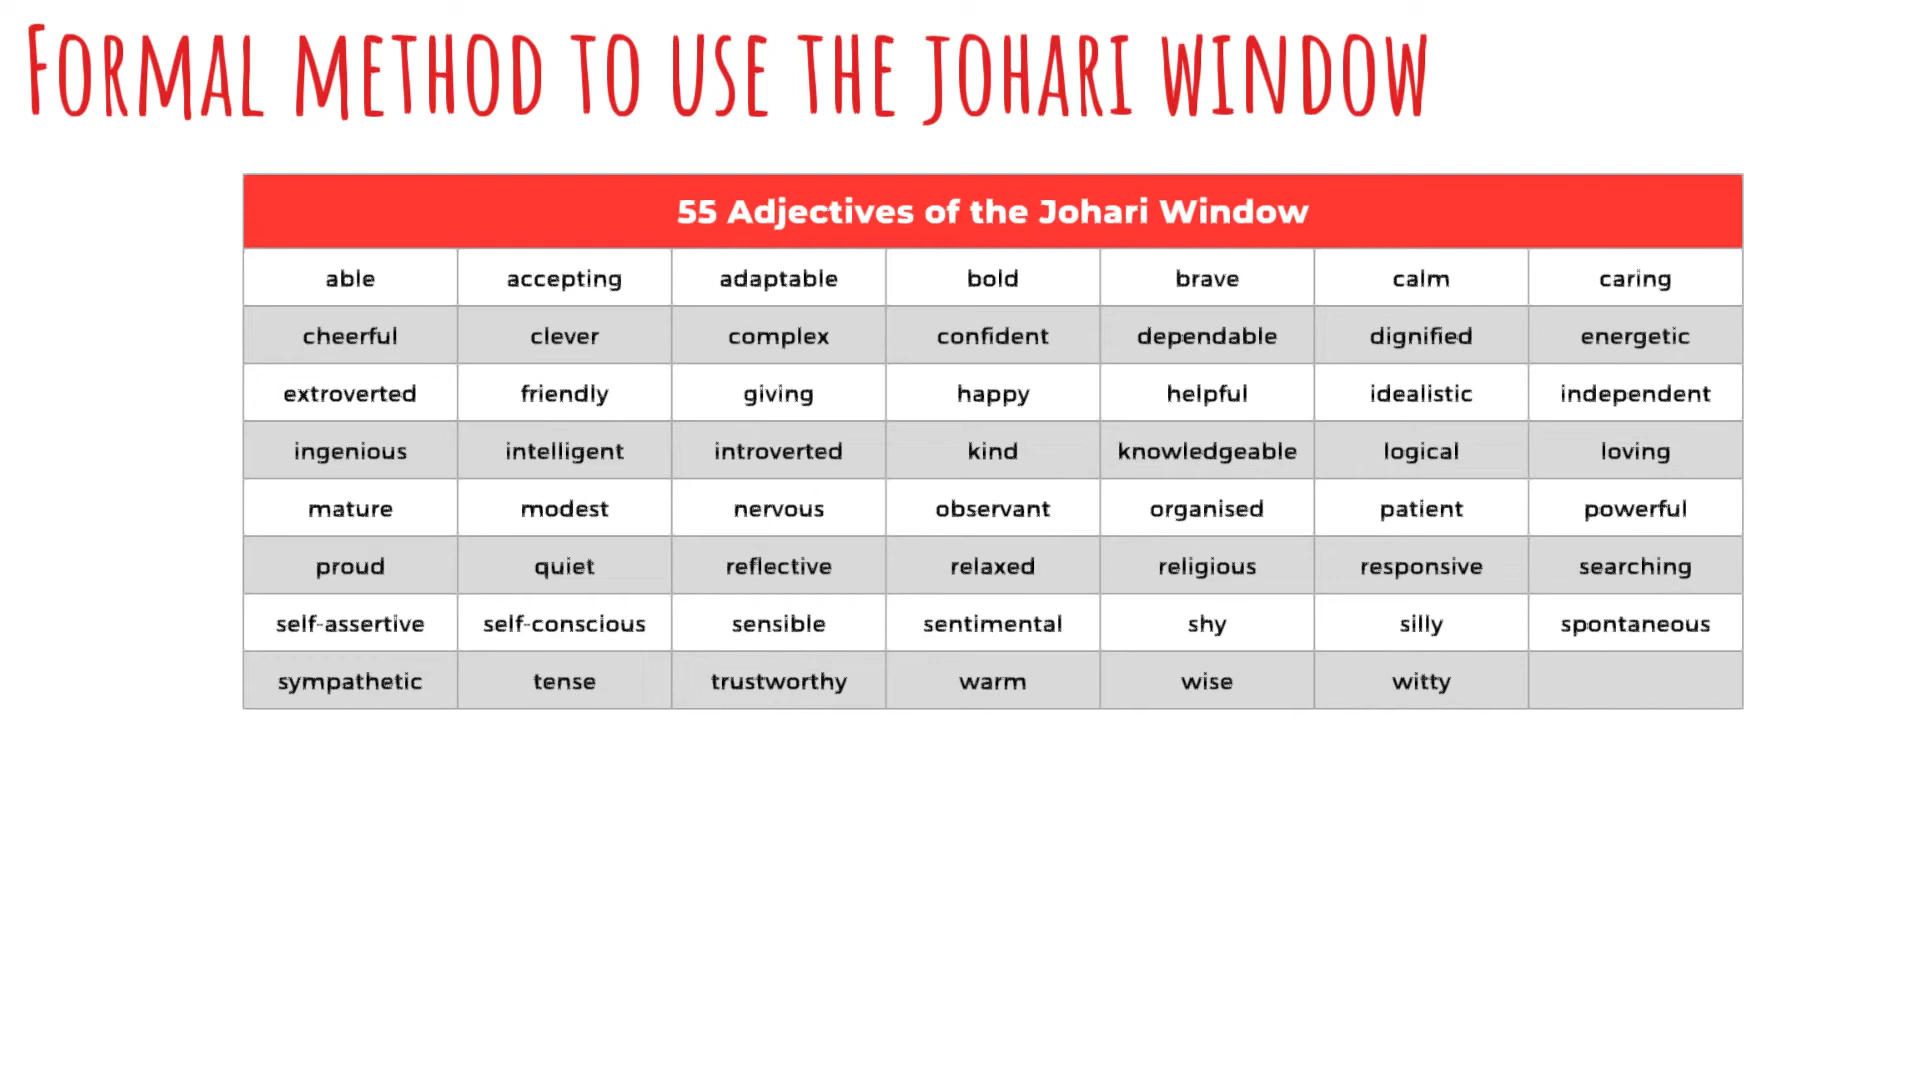 FORMAL METHOD TO USE THE JOHARI WINDOW
55 Adjectives of the Johari Window
able accepting adaptable bold brave calm caring
cheerful clever complex confident dependable dignified energetic
extroverted friendly giving happy helpful idealistic independent
ingenious intelligent introverted kind knowledgeable logical loving
mature modest nervous observant organised patient powerful
proud quiet reflective relaxed religious responsive searching
self-assertive self-conscious sensible sentimental shy silly spontaneous
sympathetic tense trustworthy warm wise witty